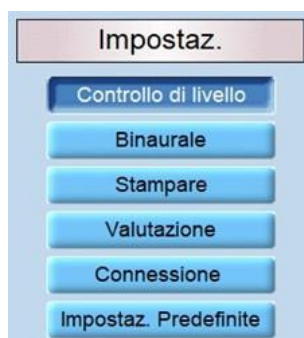 Impostaz.
Controllo di livello
Binaurale
Stampare
Valutazione
Connessione
Impostaz. Predefinite